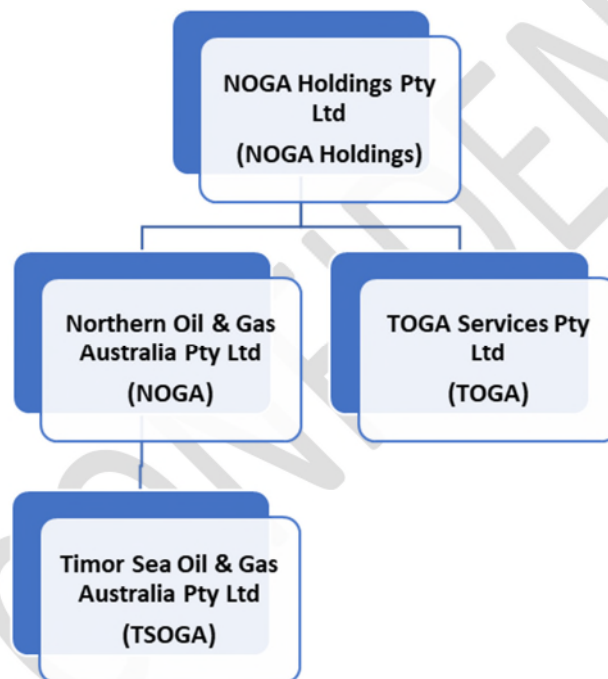 NOGA Holdings Pty
Ltd
(NOGA Holdings)
Northern Oil & Gas
Australia Pty Ltd
(NOGA)
TOGA Services Pty
Ltd
(TOGA)
Timor Sea Oil & Gas
Australia Pty Ltd
(TSOGA)